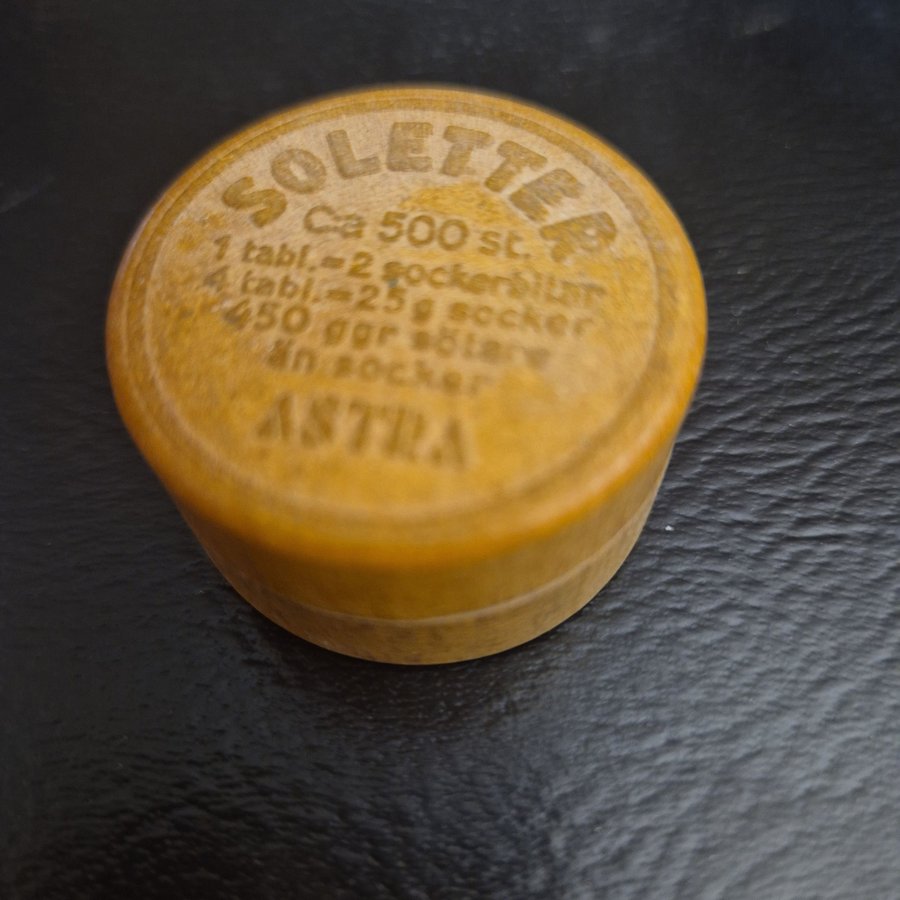 SOLETTER
Ca 500 st.
1 tabl.=2 sockerbitar
4 tabl.=25 g socker
450 ggr sötare
än socker
ASTRA